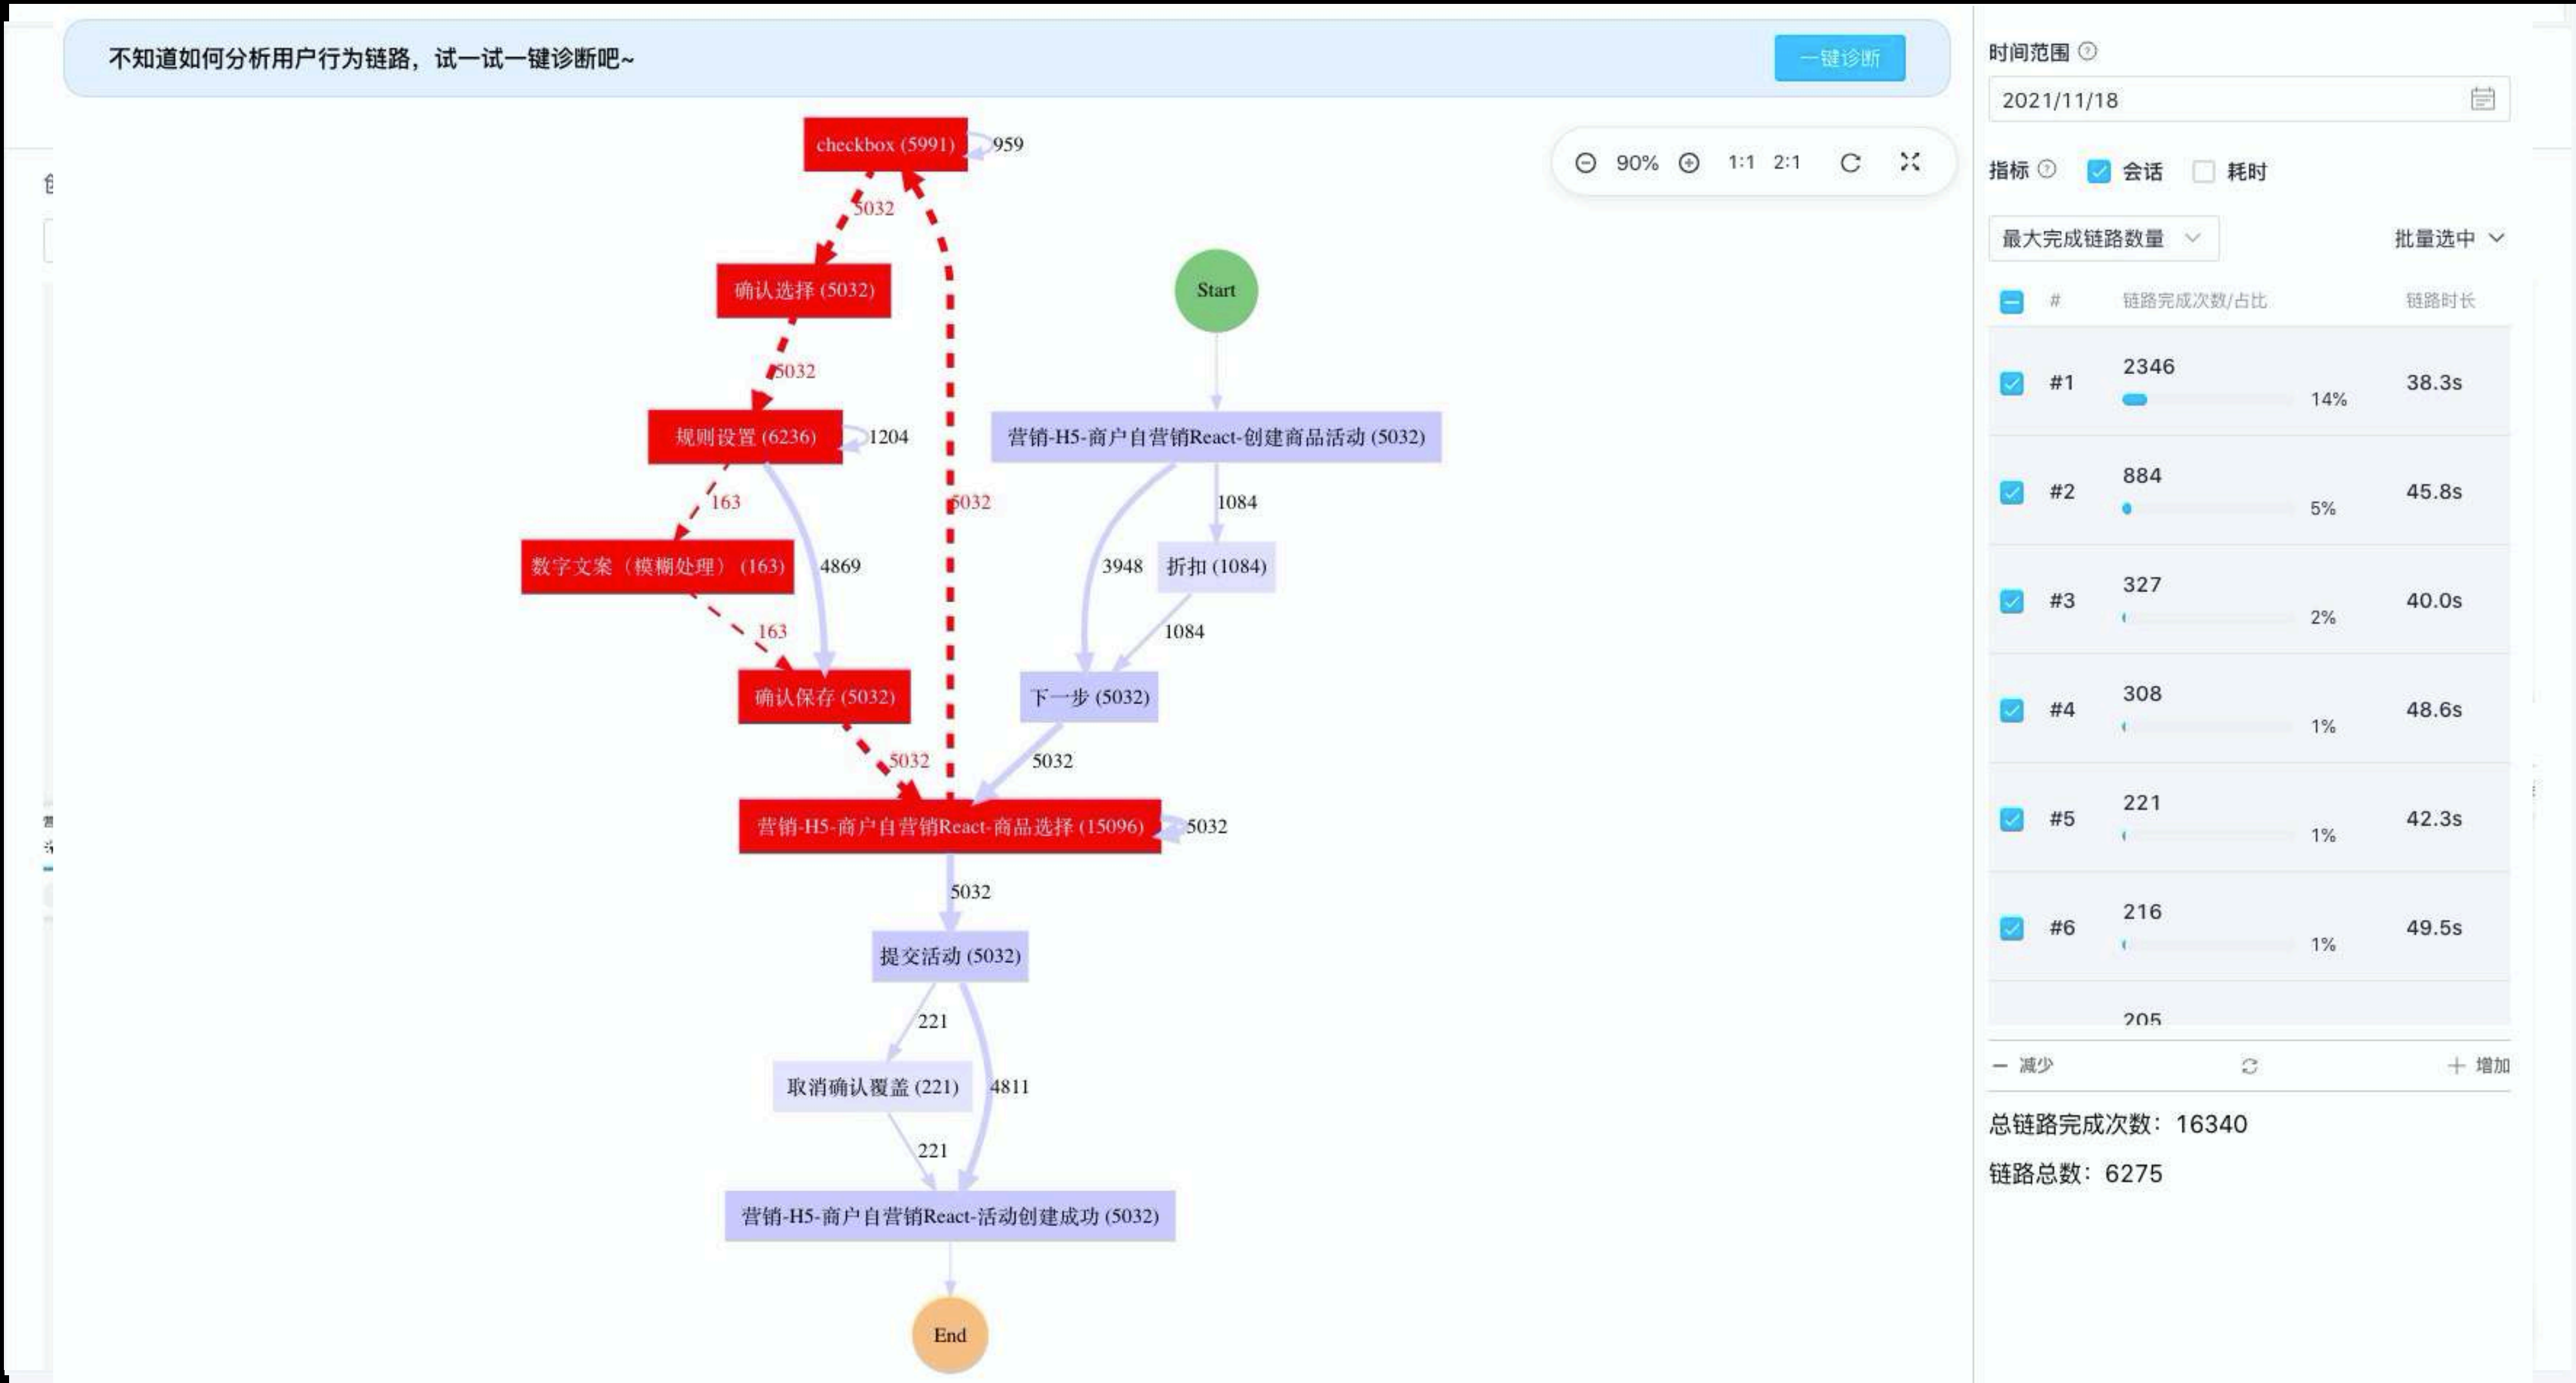 不知道如何分析用户行为链路，试一试一键诊断吧~
一键诊断
90%
1:1
2:1
checkbox (5991)
959
5032
确认选择 (5032)
5032
规则设置 (6236)
1204
163
数字文案（模糊处理）(163)
4869
163
确认保存 (5032)
5032
5032
Start
营销-H5-商户自营销React-创建商品活动 (5032)
1084
3948
折扣 (1084)
1084
下一步 (5032)
5032
营销-H5-商户自营销React-商品选择 (15096)
5032
5032
提交活动 (5032)
221
取消确认覆盖 (221)
4811
221
营销-H5-商户自营销React-活动创建成功 (5032)
End
时间范围
2021/11/18
指标 会话 耗时
最大完成链路数量 批量选中
# 链路完成次数/占比 链路时长
#1 2346 14% 38.3s
#2 884 5% 45.8s
#3 327 2% 40.0s
#4 308 1% 48.6s
#5 221 1% 42.3s
#6 216 1% 49.5s
205
减少 增加
总链路完成次数：16340
链路总数：6275